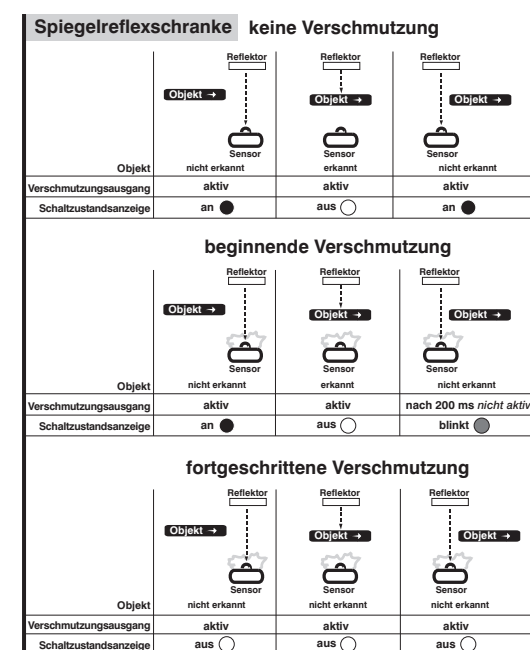 Spiegelreflexschranke keine Verschmutzung
Reflektor Reflektor Reflektor
Objekt → Objekt → Objekt →
Sensor Sensor Sensor
Objekt nicht erkannt erkannt nicht erkannt
Verschmutzungsausgang aktiv aktiv aktiv
Schaltzustandsanzeige an aus an
beginnende Verschmutzung
Reflektor Reflektor Reflektor
Objekt → Objekt → Objekt →
Sensor Sensor Sensor
Objekt nicht erkannt erkannt nicht erkannt
Verschmutzungsausgang aktiv aktiv nach 200 ms nicht aktiv
Schaltzustandsanzeige an aus blinkt
fortgeschrittene Verschmutzung
Reflektor Reflektor Reflektor
Objekt → Objekt → Objekt →
Sensor Sensor Sensor
Objekt nicht erkannt nicht erkannt nicht erkannt
Verschmutzungsausgang aktiv aktiv aktiv
Schaltzustandsanzeige aus aus aus